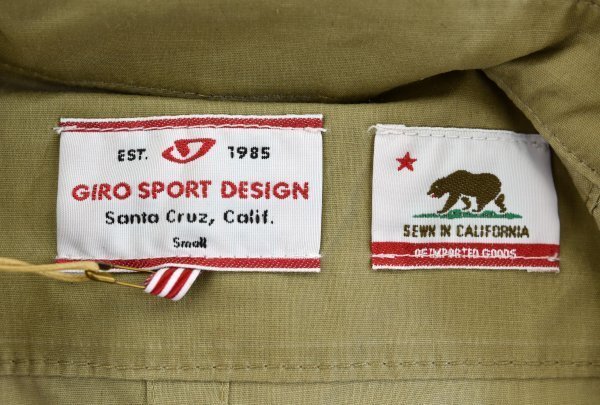 EST. 1985
GIRO SPORT DESIGN
Santa Cruz, Calif.
Small
SEWN IN CALIFORNIA
OF IMPORTED GOODS